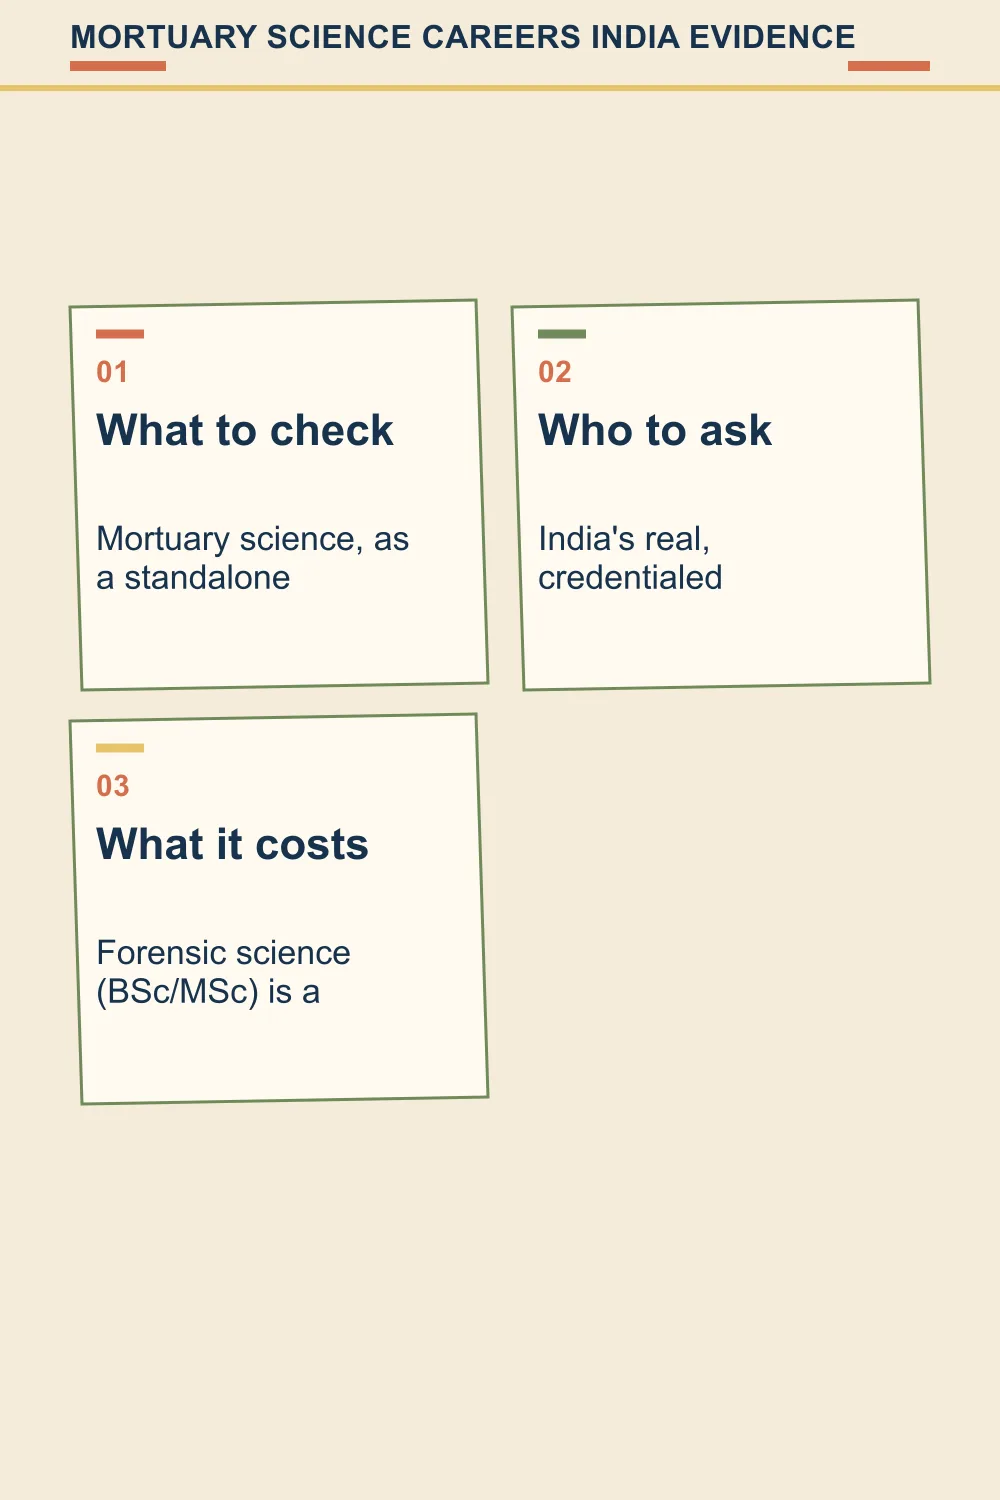 MORTUARY SCIENCE CAREERS INDIA EVIDENCE
01
What to check
Mortuary science, as
a standalone
02
Who to ask
India's real,
credentialed
03
What it costs
Forensic science
(BSc/MSc) is a